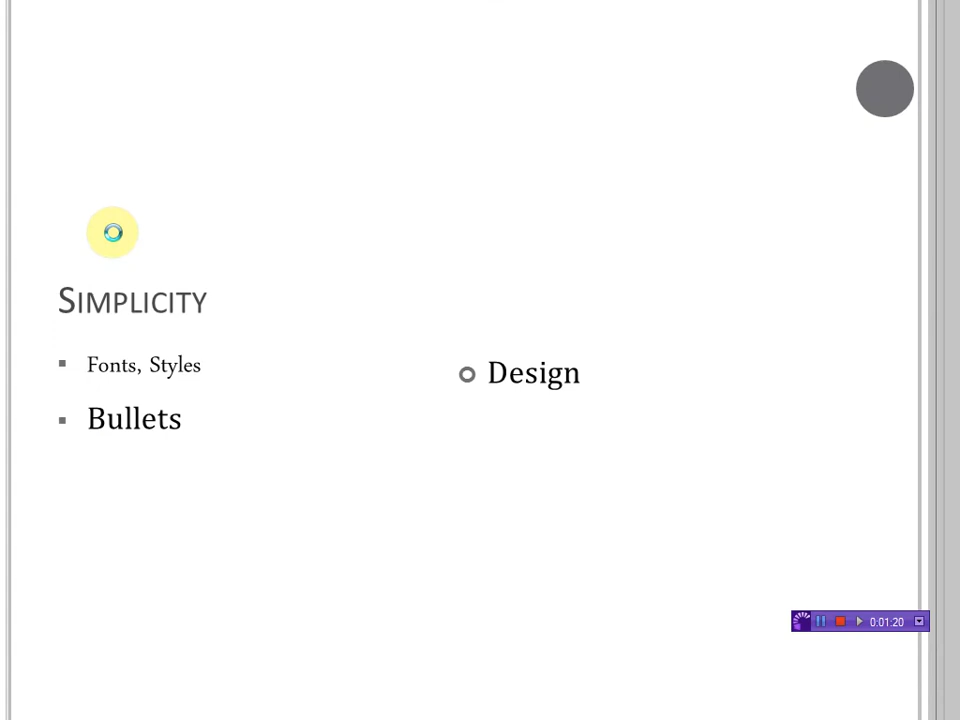 SIMPLICITY
Fonts, Styles
Bullets
Design
0:01:20